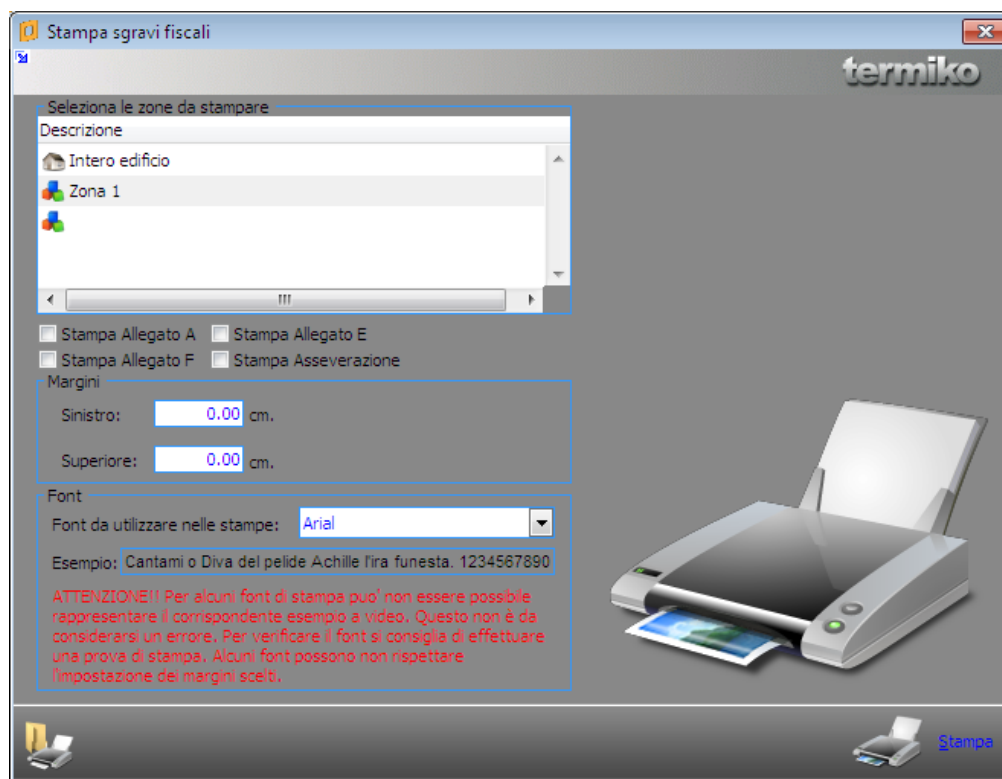 Stampa sgravi fiscali
termiko
Seleziona le zone da stampare
Descrizione
Intero edificio
Zona 1
Stampa Allegato A Stampa Allegato E
Stampa Allegato F Stampa Asseverazione
Margini
Sinistro: 0.00 cm.
Superiore: 0.00 cm.
Font
Font da utilizzare nelle stampe: Arial
Esempio: Cantami o Diva del pelide Achille l'ira funesta. 1234567890
ATTENZIONE!! Per alcuni font di stampa puo' non essere possibile
rappresentare il corrispondente esempio a video. Questo non è da
considerarsi un errore. Per verificare il font si consiglia di effettuare
una prova di stampa. Alcuni font possono non rispettare
l'impostazione dei margini scelti.
Stampa